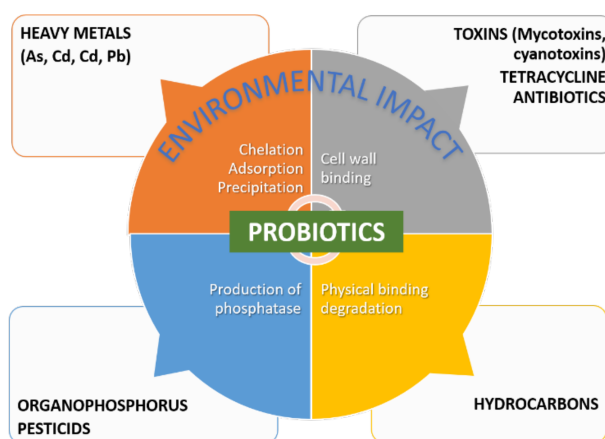 HEAVY METALS
(As, Cd, Cd, Pb)
TOXINS (Mycotoxins,
cyanotoxins)
TETRACYCLINE
ANTIBIOTICS
ENVIRONMENTAL IMPACT
Chelation
Adsorption
Precipitation
Cell wall
binding
PROBIOTICS
Production of
phosphatase
Physical binding
degradation
ORGANOPHOSPHORUS
PESTICIDS
HYDROCARBONS